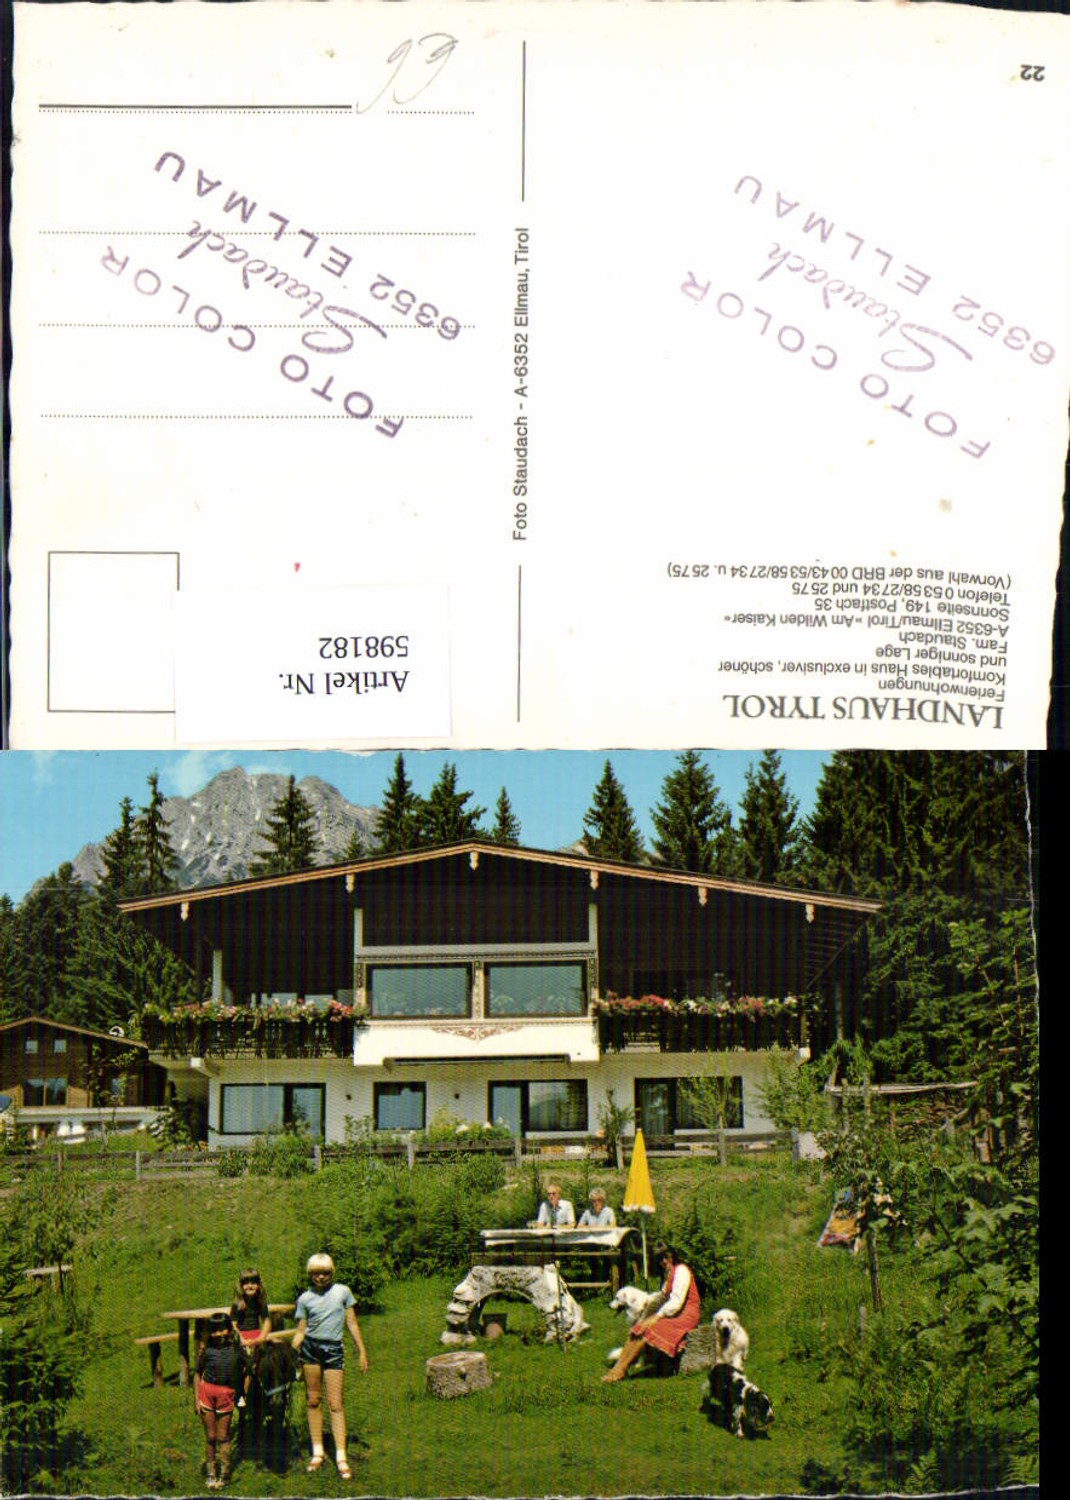 LANDHAUS TYROL
Ferienwohnungen
Komfortables Haus in exclusiver, schöner
und sonniger Lage
Fam. Staudach
A-6352 Ellmau/Tirol »Am Wilden Kaiser«
Sonnseite 149, Postfach 35
Telefon 0 53 58/27 34 und 25 75
(Vorwahl aus der BRD 00 43/53 58/27 34 u. 25 75)
FOTO COLOR
Staudach
6352 ELLMAU
22
Foto Staudach - A-6352 Ellmau, Tirol
Artikel Nr.
598182
FOTO COLOR
Staudach
6352 ELLMAU